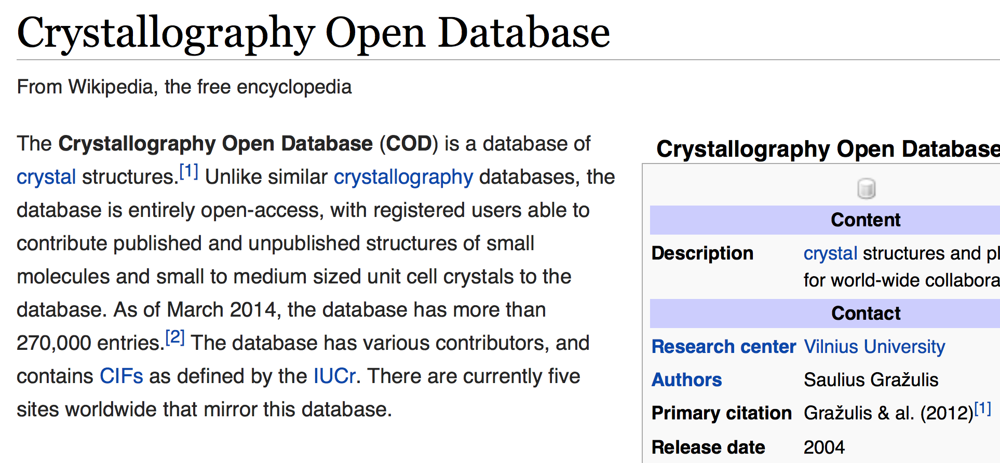 Crystallography Open Database
From Wikipedia, the free encyclopedia
The Crystallography Open Database (COD) is a database of
crystal structures.[1] Unlike similar crystallography databases, the
database is entirely open-access, with registered users able to
contribute published and unpublished structures of small
molecules and small to medium sized unit cell crystals to the
database. As of March 2014, the database has more than
270,000 entries.[2] The database has various contributors, and
contains CIFs as defined by the IUCr. There are currently five
sites worldwide that mirror this database.
Crystallography Open Database
Content
Description crystal structures and
for world-wide
Contact
Research center Vilnius University
Authors Saulius Gražulis
Primary citation Gražulis & al. (2012)[1]
Release date 2004